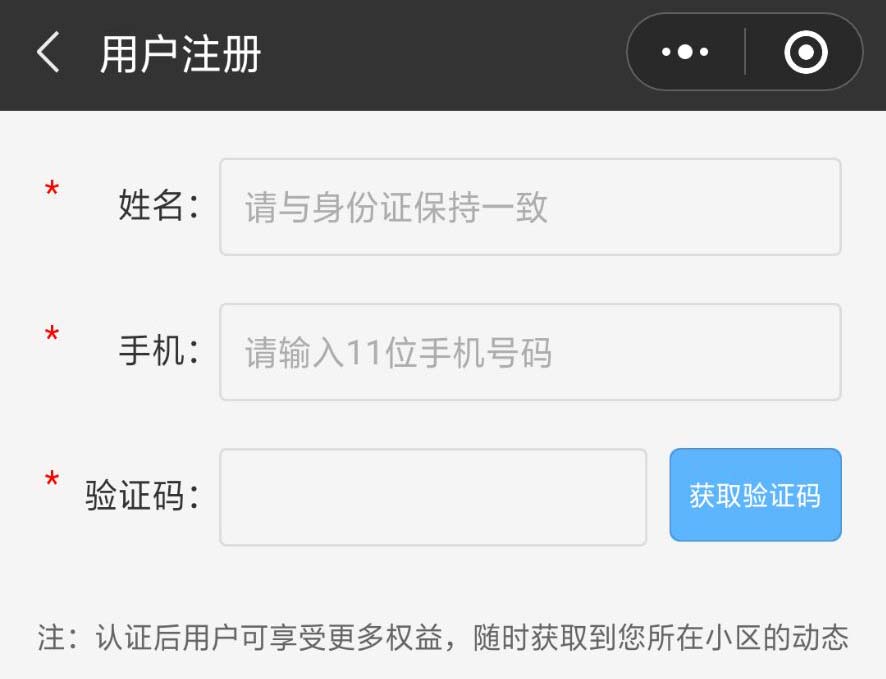 用户注册
* 姓名： 请与身份证保持一致
* 手机： 请输入11位手机号码
* 验证码： 获取验证码
注：认证后用户可享受更多权益，随时获取到您所在小区的动态